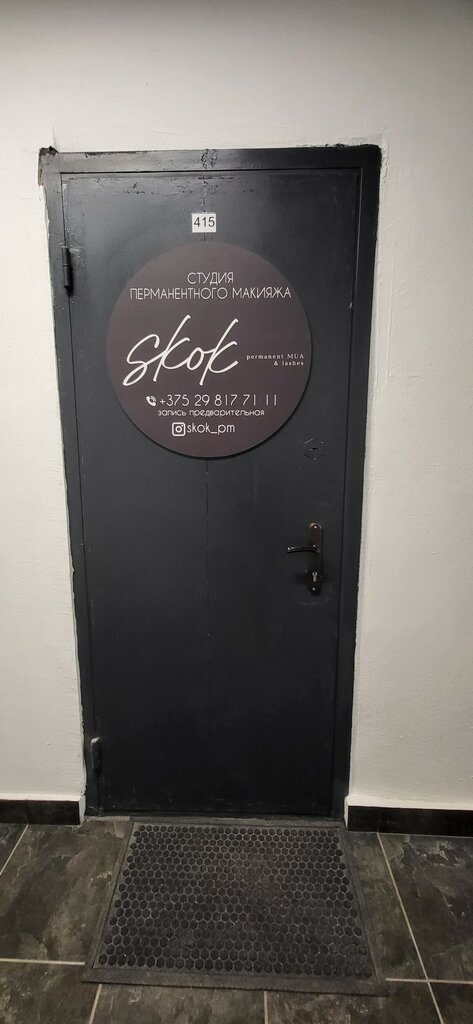 415
СТУДИЯ
ПЕРМАНЕНТНОГО МАКИЯЖА
skok
permanent MUA
& lashes
+375 29 817 71 11
запись предварительная
skok_pm